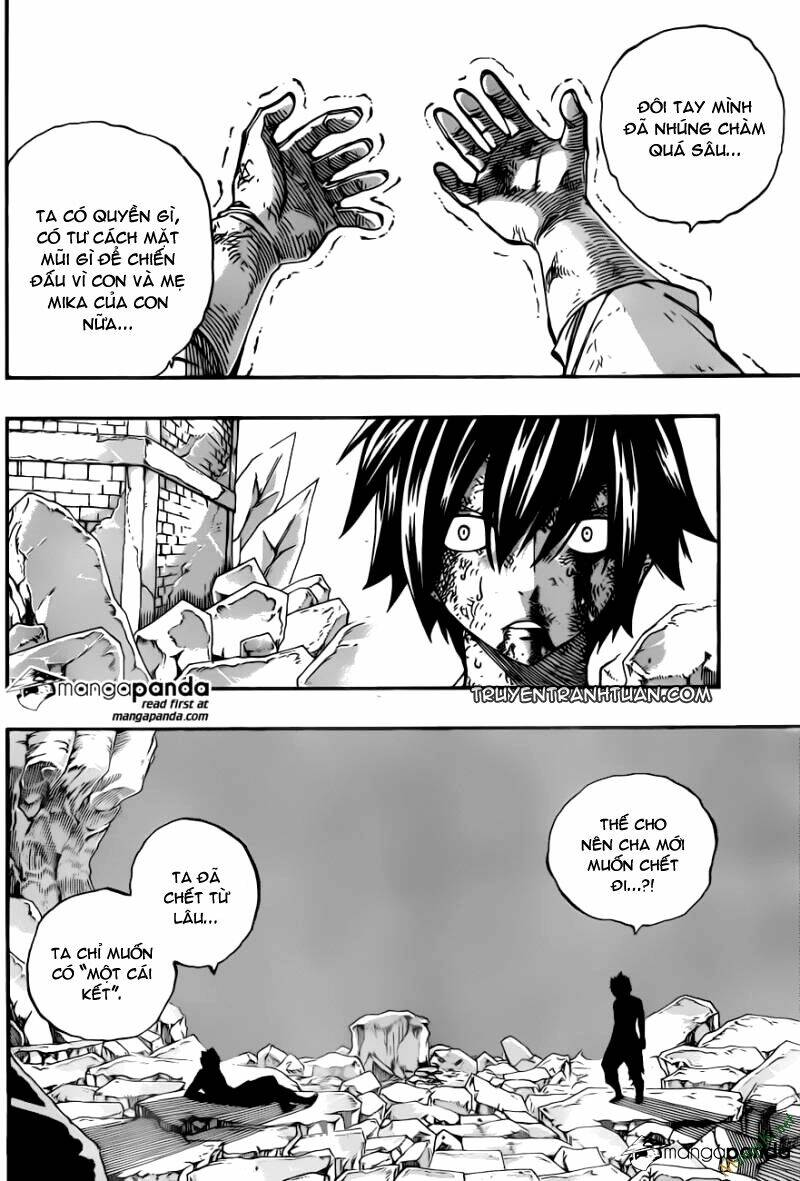 ĐÔI TAY MÌNH
ĐÃ NHÚNG CHÀM
QUÁ SÂU...
TA CÓ QUYỀN GÌ,
CÓ TƯ CÁCH MẶT
MŨI GÌ ĐỂ CHIẾN
ĐẤU VÌ CON VÀ MẸ
MIKA CỦA CON
NỮA...
mangapanda
read first at
mangapanda.com
TRUYENTRANHTUAN.COM
THẾ CHO
NÊN CHA MỚI
MUỐN CHẾT
ĐI...?!
TA ĐÃ
CHẾT TỪ
LÂU...
TA CHỈ MUỐN
CÓ “MỘT CÁI
KẾT”.
mangapanda